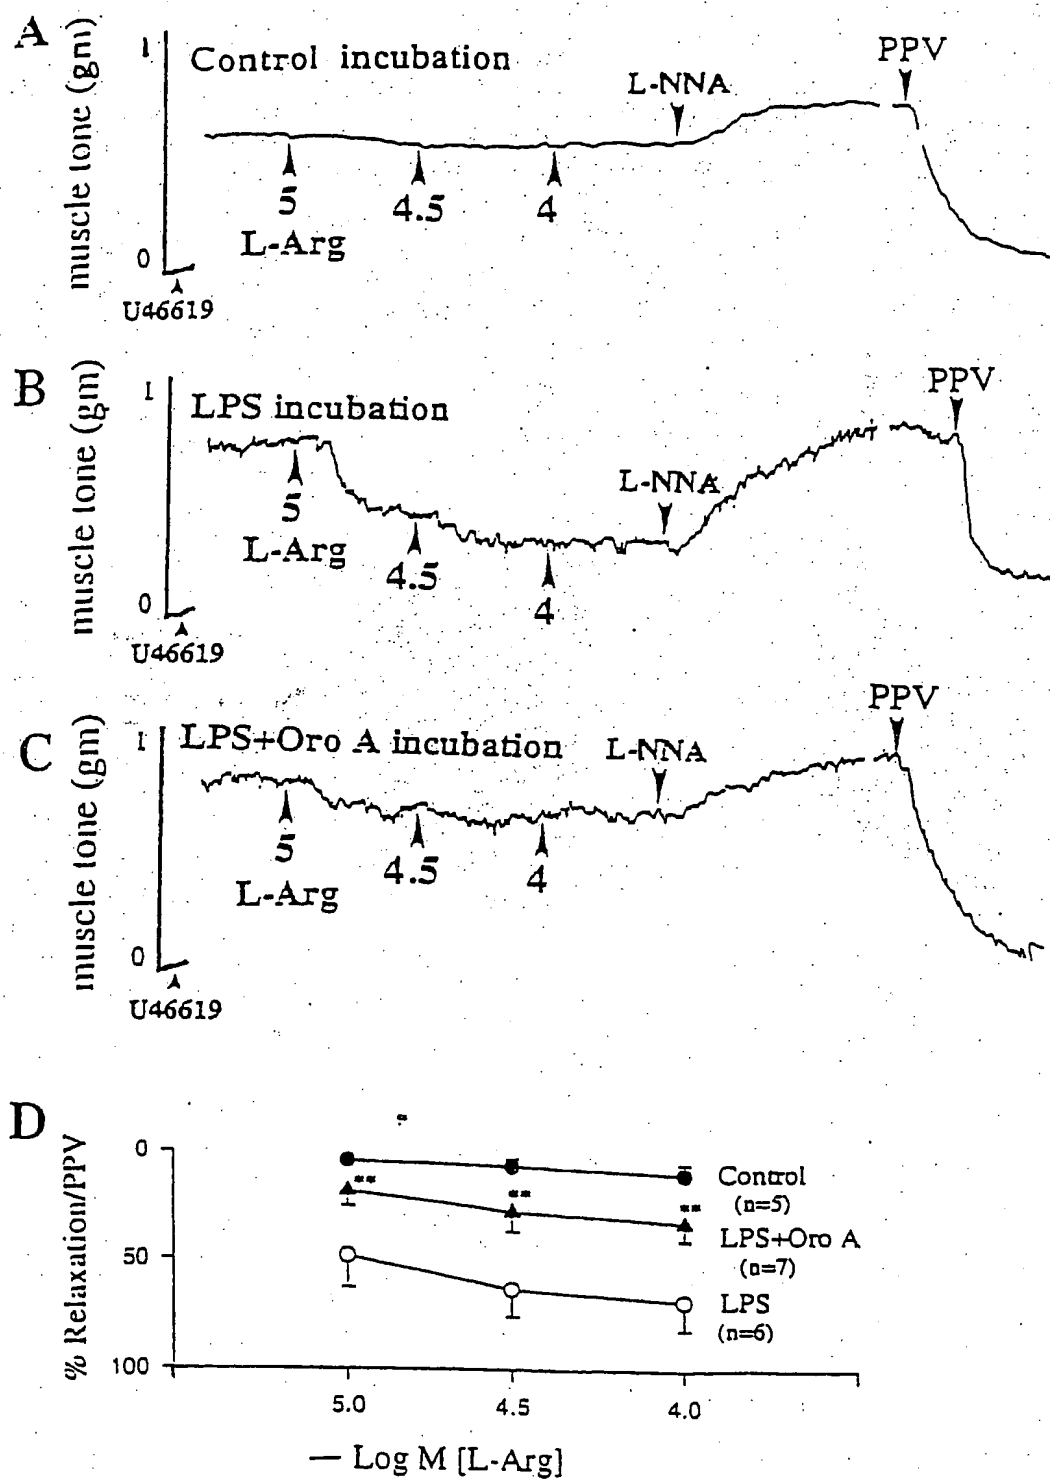 A
muscle tone (gm)
1
0
Control incubation
L-NNA
PPV
5
4.5
4
L-Arg
U46619
B
muscle tone (gm)
1
0
LPS incubation
L-NNA
PPV
5
4.5
4
L-Arg
U46619
C
muscle tone (gm)
1
0
LPS+Oro A incubation
L-NNA
PPV
5
4.5
4
L-Arg
U46619
D
% Relaxation/PPV
0
50
100
**
**
**
Control
(n=5)
LPS+Oro A
(n=7)
LPS
(n=6)
5.0
4.5
4.0
— Log M [L-Arg]